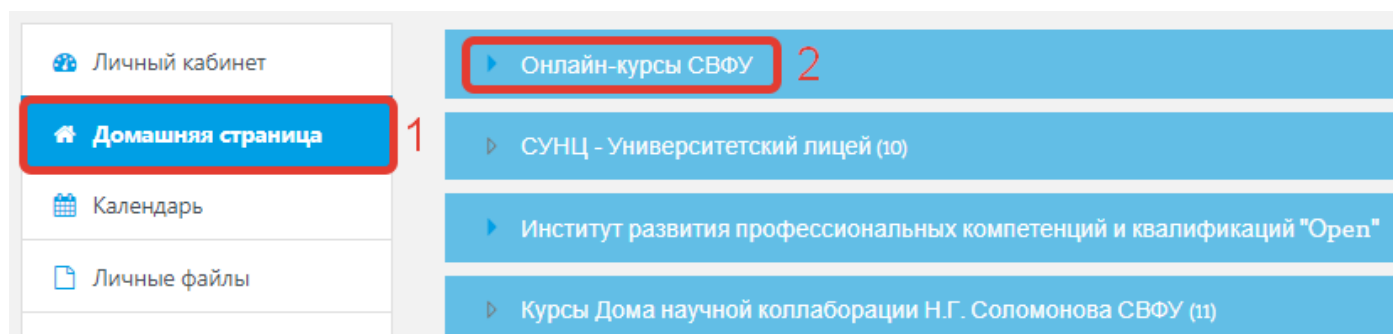 Личный кабинет
Домашняя страница
1
Календарь
Личные файлы
Онлайн-курсы СВФУ
2
СУНЦ - Университетский лицей (10)
Институт развития профессиональных компетенций и квалификаций "Open"
Курсы Дома научной коллаборации Н.Г. Соломонова СВФУ (11)